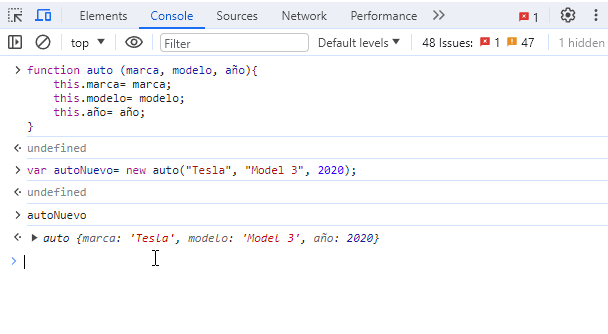 Elements Console Sources Network Performance 1
top Filter Default levels 48 Issues: 1 47 1 hidden
function auto (marca, modelo, año){
this.marca= marca;
this.modelo= modelo;
this.año= año;
}
undefined
var autoNuevo= new auto("Tesla", "Model 3", 2020);
undefined
autoNuevo
auto {marca: 'Tesla', modelo: 'Model 3', año: 2020}